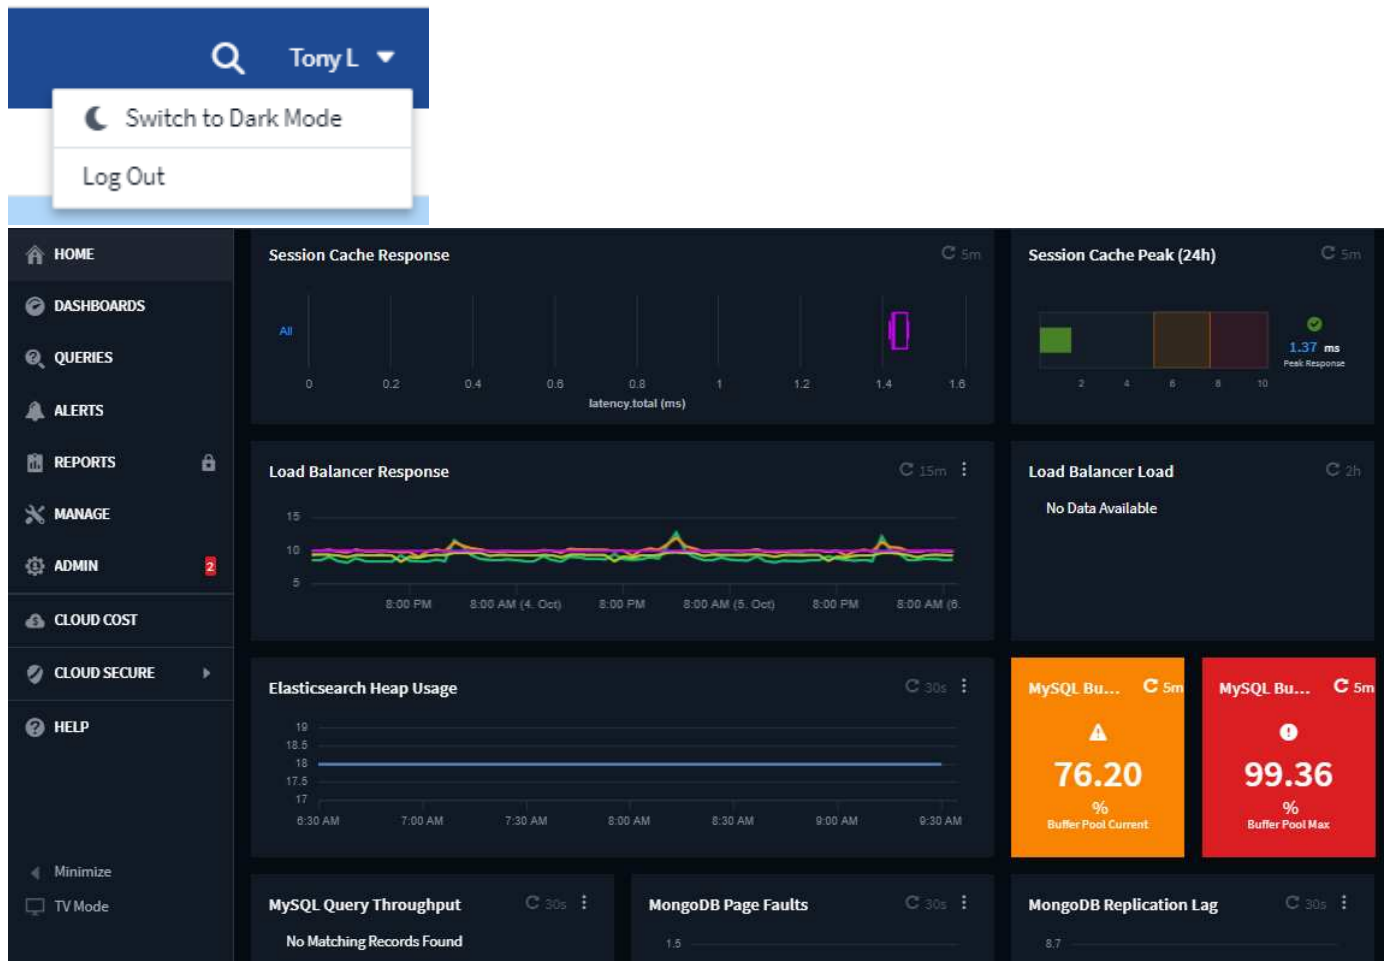 Tony L
Switch to Dark Mode
Log Out
HOME
DASHBOARDS
QUERIES
ALERTS
REPORTS
MANAGE
ADMIN 2
CLOUD COST
CLOUD SECURE
HELP
Minimize
TV Mode
Session Cache Response 5m
All
0 0.2 0.4 0.6 0.8 1 1.2 1.4 1.6
latency.total (ms)
Session Cache Peak (24h) 5m
1.37 ms
Peak Response
2 4 6 8 10
Load Balancer Response 15m
15
10
5
8:00 PM 8:00 AM (4. Oct) 8:00 PM 8:00 AM (5. Oct) 8:00 PM 8:00 AM (6.
Load Balancer Load 2h
No Data Available
Elasticsearch Heap Usage 30s
19
18.5
18
17.5
17
6:30 AM 7:00 AM 7:30 AM 8:00 AM 8:30 AM 9:00 AM 9:30 AM
MySQL Bu... 5m
76.20
%
Buffer Pool Current
MySQL Bu... 5m
99.36
%
Buffer Pool Max
MySQL Query Throughput 30s
No Matching Records Found
MongoDB Page Faults 30s
1.5
MongoDB Replication Lag 30s
8.7